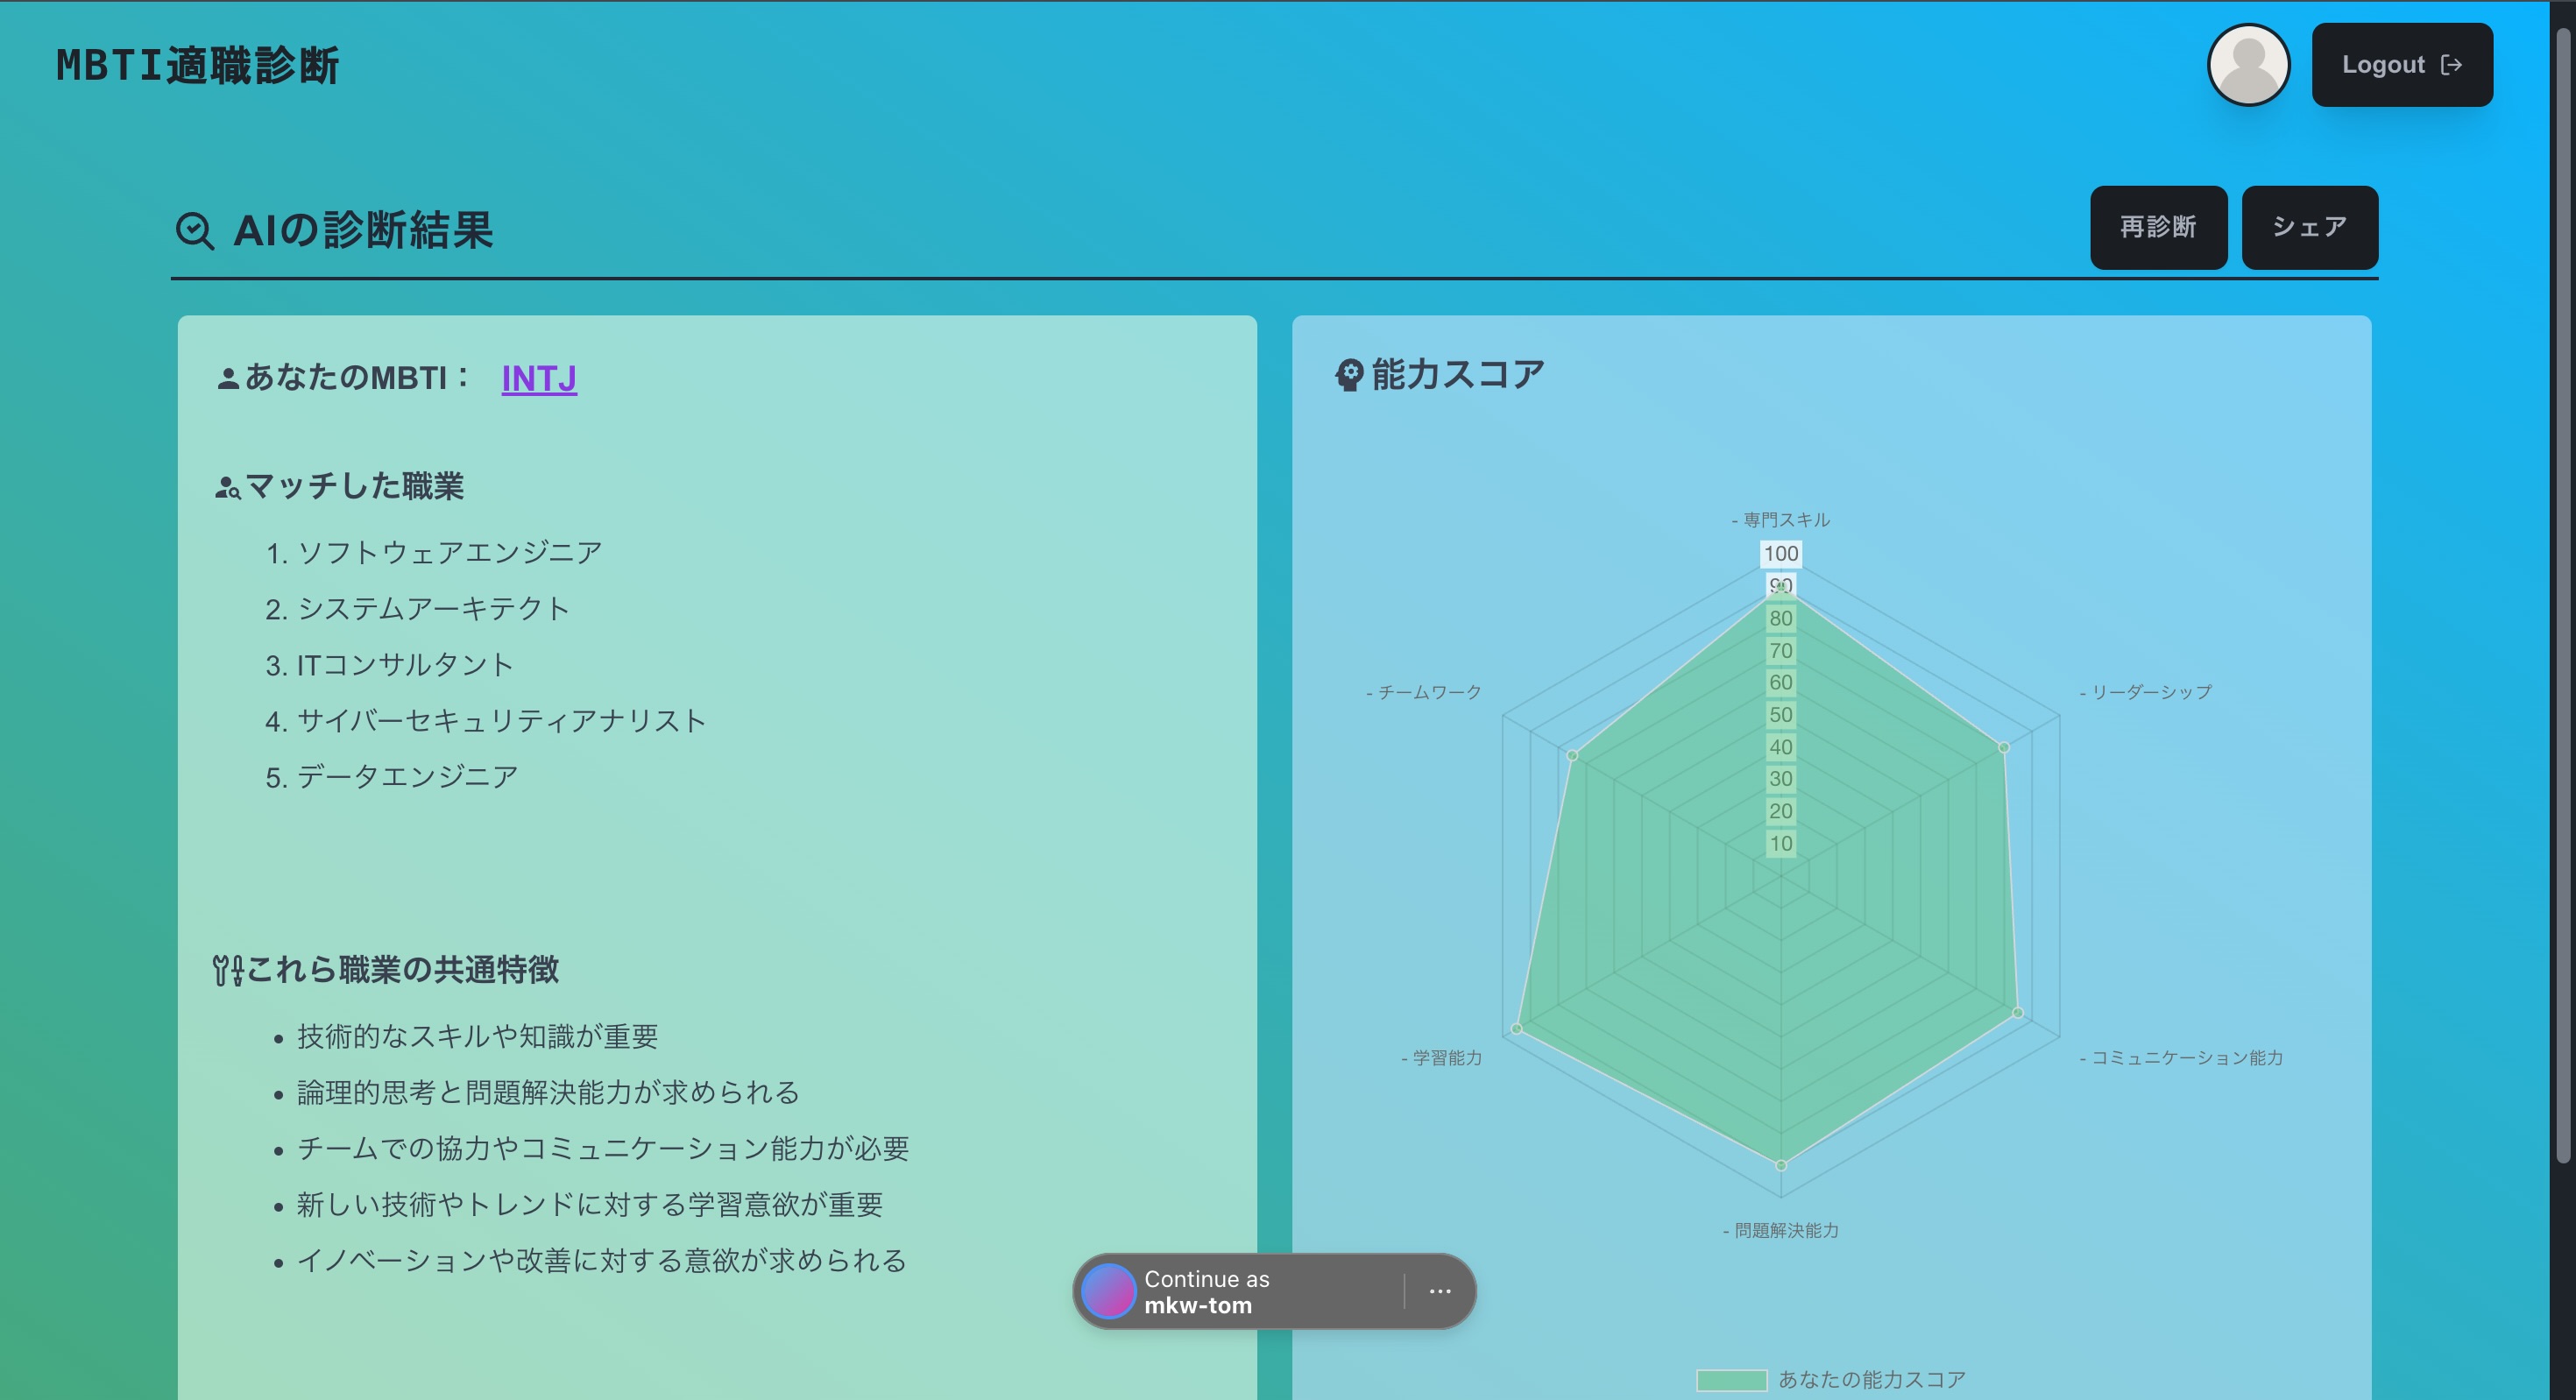 MBTI適職診断
Logout
AIの診断結果
再診断
シェア
あなたのMBTI： INTJ
マッチした職業
1. ソフトウェアエンジニア
2. システムアーキテクト
3. ITコンサルタント
4. サイバーセキュリティアナリスト
5. データエンジニア
これら職業の共通特徴
• 技術的なスキルや知識が重要
• 論理的思考と問題解決能力が求められる
• チームでの協力やコミュニケーション能力が必要
• 新しい技術やトレンドに対する学習意欲が重要
• イノベーションや改善に対する意欲が求められる
能力スコア
- 専門スキル
100
90
80
70
60
50
40
30
20
10
- チームワーク
- リーダーシップ
- 学習能力
- コミュニケーション能力
- 問題解決能力
あなたの能力スコア
Continue as
mkw-tom